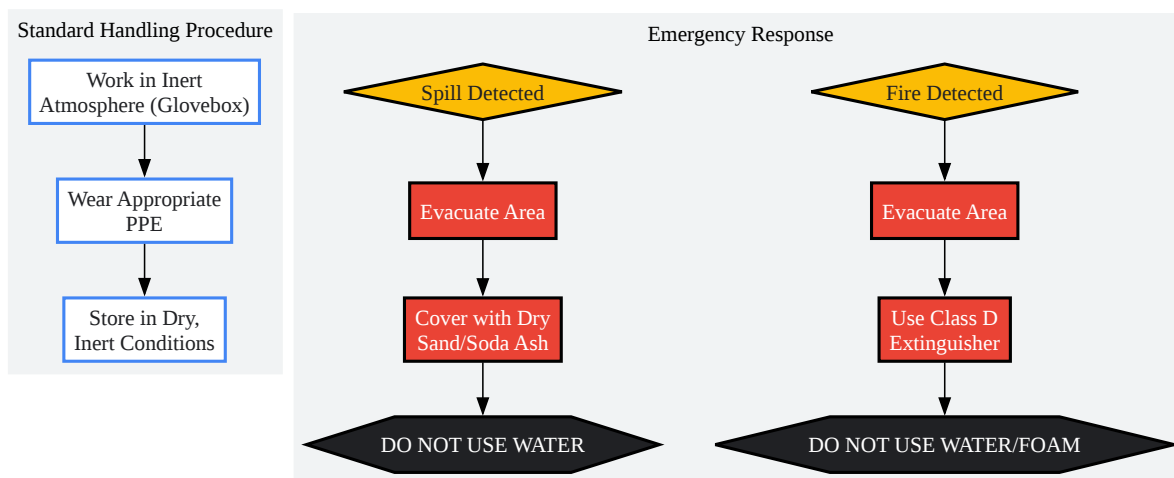 Standard Handling Procedure
Work in Inert
Atmosphere (Glovebox)
Wear Appropriate
PPE
Store in Dry,
Inert Conditions
Emergency Response
Spill Detected
Evacuate Area
Cover with Dry
Sand/Soda Ash
DO NOT USE WATER
Fire Detected
Evacuate Area
Use Class D
Extinguisher
DO NOT USE WATER/FOAM